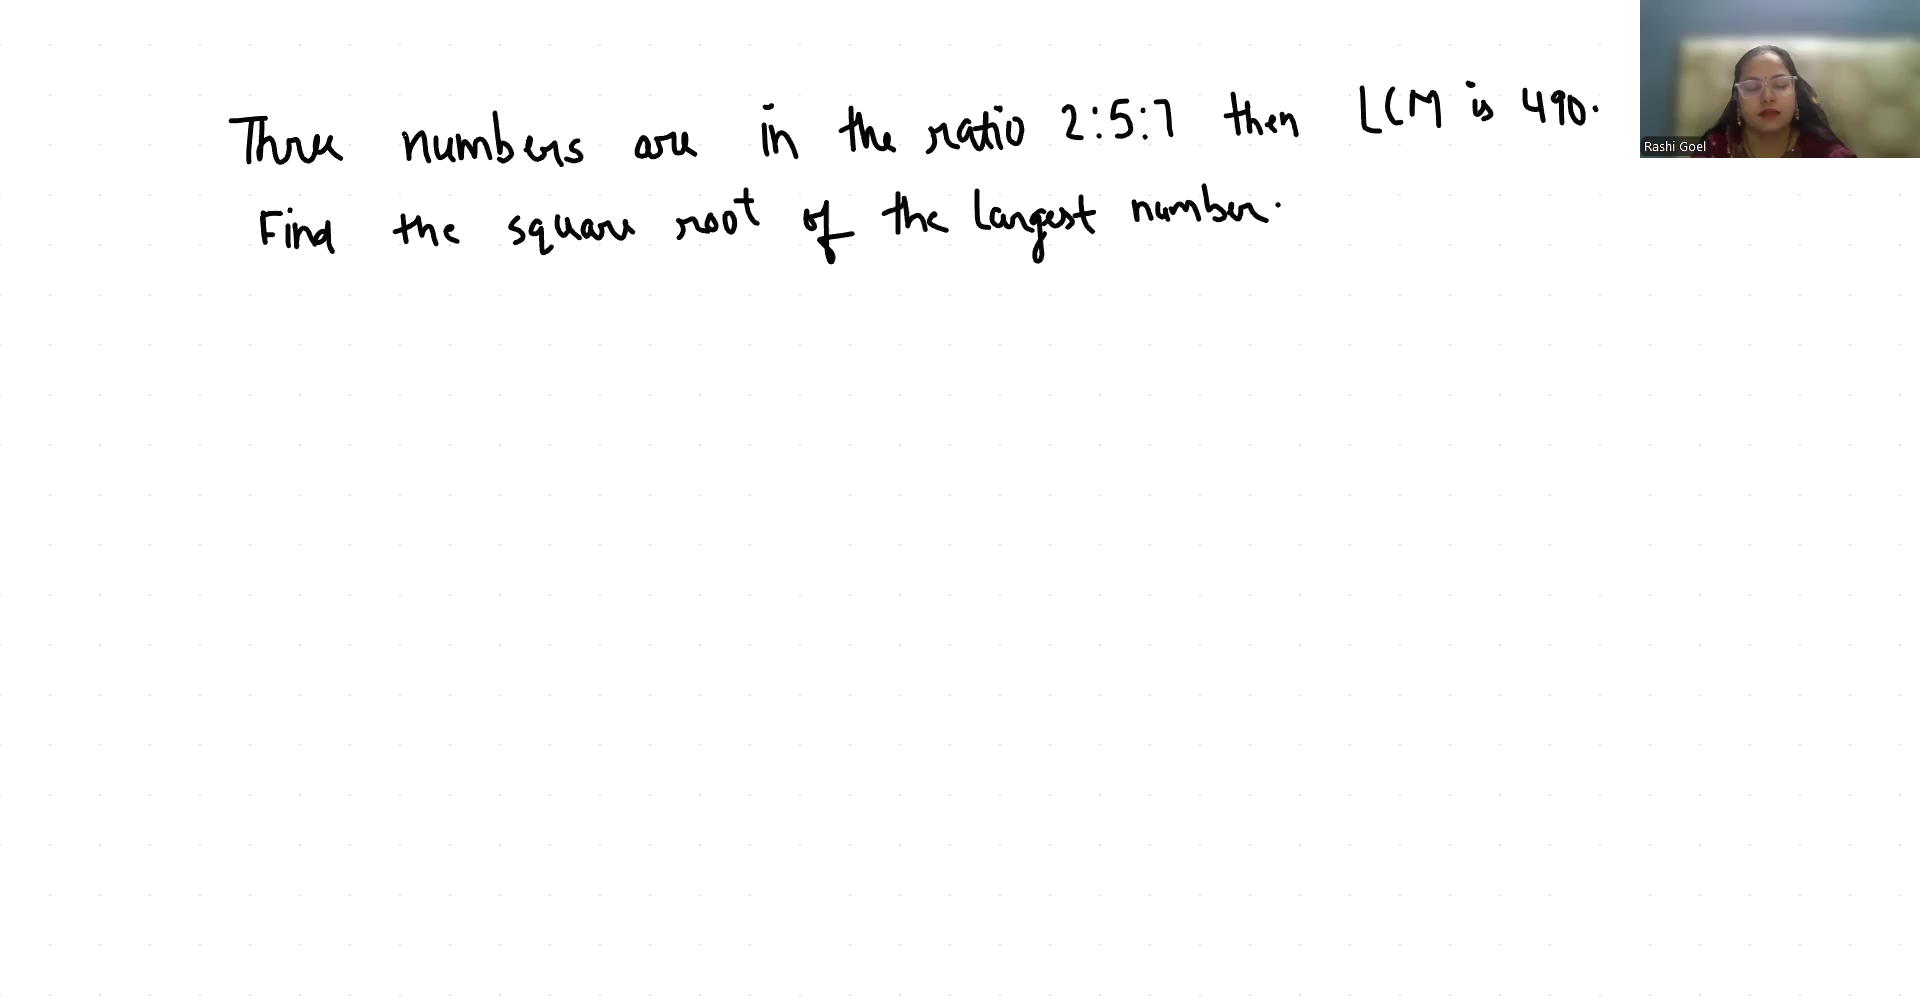 Three numbers are in the ratio 2:5:7 then LCM is 490.
Find the square root of the largest number.
Rashi Goel